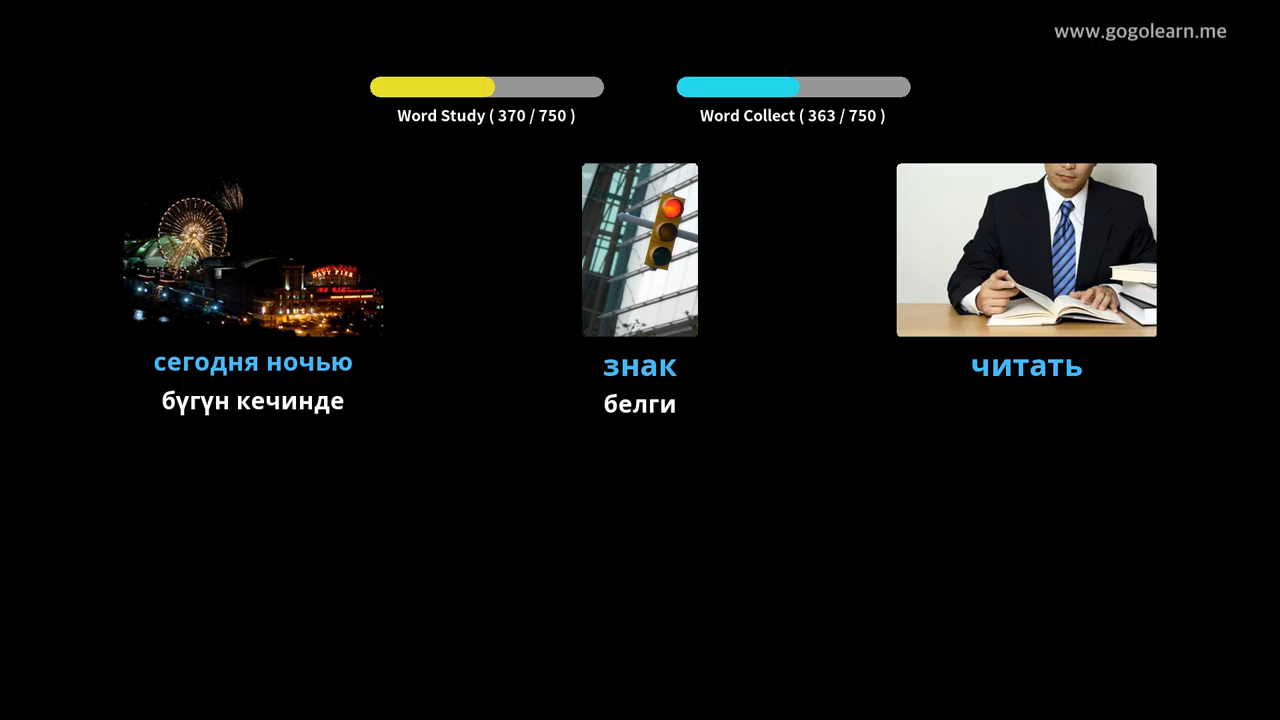 www.gogolearn.me
Word Study ( 370 / 750 )
Word Collect ( 363 / 750 )
сегодня ночью
бүгүн кечинде
знак
белги
читать